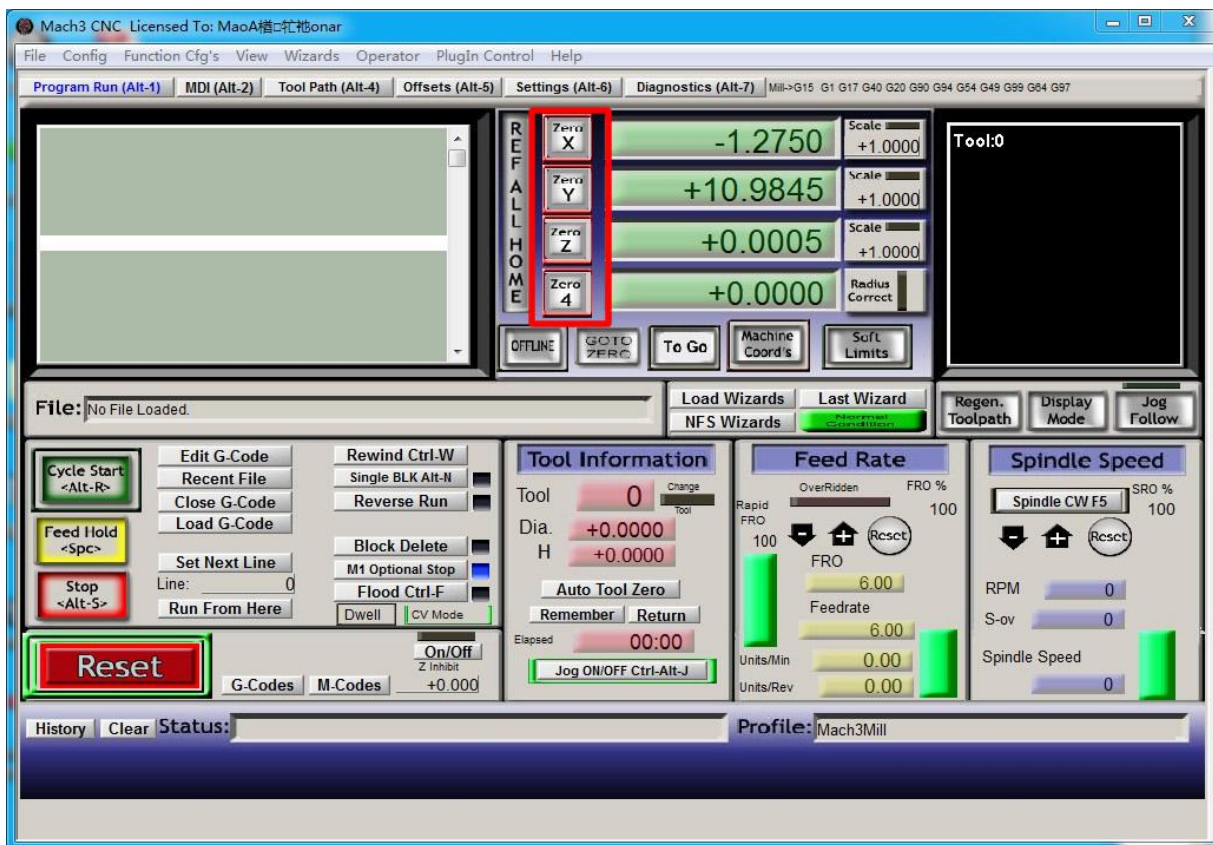 Mach3 CNC Licensed To: MaoA楢□牤衪onar
File Config Function Cfg's View Wizards Operator PlugIn Control Help
Program Run (Alt-1) MDI (Alt-2) Tool Path (Alt-4) Offsets (Alt-5) Settings (Alt-6) Diagnostics (Alt-7) Mill->G15 G1 G17 G40 G20 G90 G94 G54 G49 G99 G64 G97
REF ALL HOME
Zero X -1.2750 Scale +1.0000
Zero Y +10.9845 Scale +1.0000
Zero Z +0.0005 Scale +1.0000
Zero 4 +0.0000 Radius Correct
Tool:0
OFFLINE GOTO ZERO To Go Machine Coord's Soft Limits
File: No File Loaded.
Load Wizards Last Wizard
NFS Wizards Normal Condition
Regen. Toolpath Display Mode Jog Follow
Cycle Start <Alt-R>
Feed Hold <Spc>
Stop <Alt-S>
Edit G-Code
Recent File
Close G-Code
Load G-Code
Set Next Line
Line: 0
Run From Here
Rewind Ctrl-W
Single BLK Alt-N
Reverse Run
Block Delete
M1 Optional Stop
Flood Ctrl-F
Dwell CV Mode
Reset
G-Codes M-Codes
On/Off
Z Inhibit
+0.000
Tool Information
Tool 0 Change Tool
Dia. +0.0000
H +0.0000
Auto Tool Zero
Remember Return
Elapsed 00:00
Jog ON/OFF Ctrl-Alt-J
Feed Rate
OverRidden FRO %
100
Rapid FRO
100
Reset
FRO
6.00
Feedrate
6.00
Units/Min 0.00
Units/Rev 0.00
Spindle Speed
Spindle CW F5
SRO %
100
Reset
RPM 0
S-ov 0
Spindle Speed
0
History Clear Status:
Profile: Mach3Mill